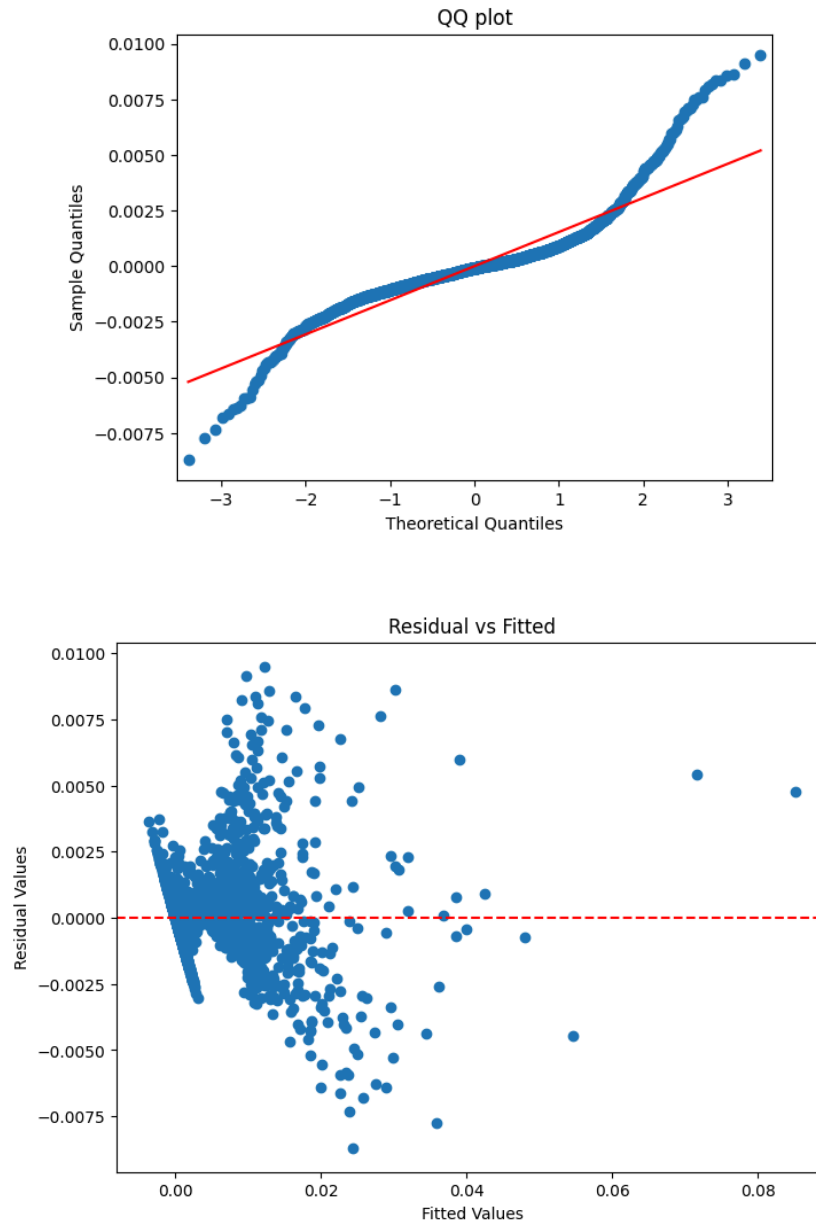 QQ plot
0.0100
0.0075
0.0050
0.0025
0.0000
−0.0025
−0.0050
−0.0075
Sample Quantiles
−3 −2 −1 0 1 2 3
Theoretical Quantiles
Residual vs Fitted
0.0100
0.0075
0.0050
0.0025
0.0000
−0.0025
−0.0050
−0.0075
Residual Values
0.00 0.02 0.04 0.06 0.08
Fitted Values